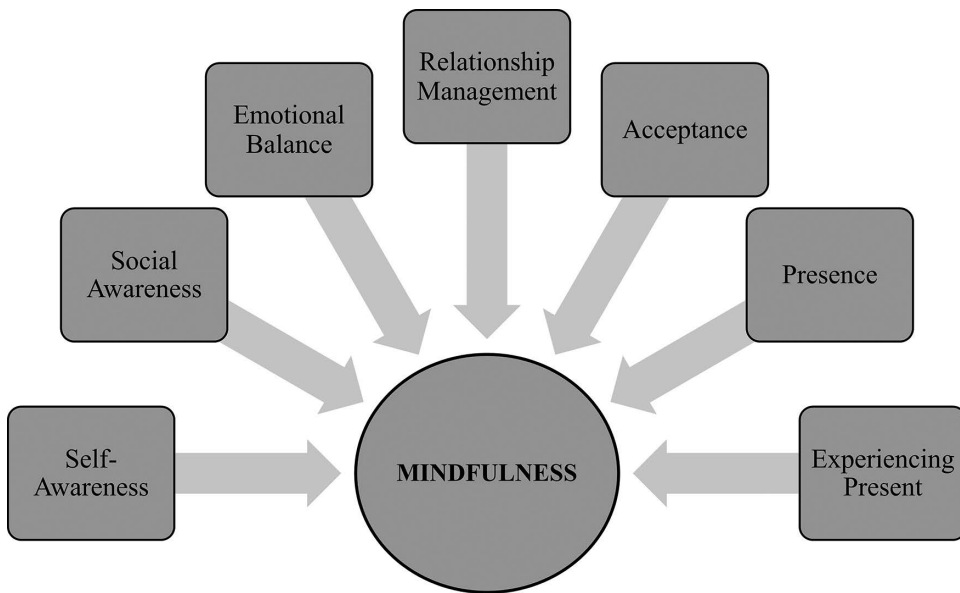 Relationship
Management
Emotional
Balance
Acceptance
Social
Awareness
Presence
Self-
Awareness
MINDFULNESS
Experiencing
Present